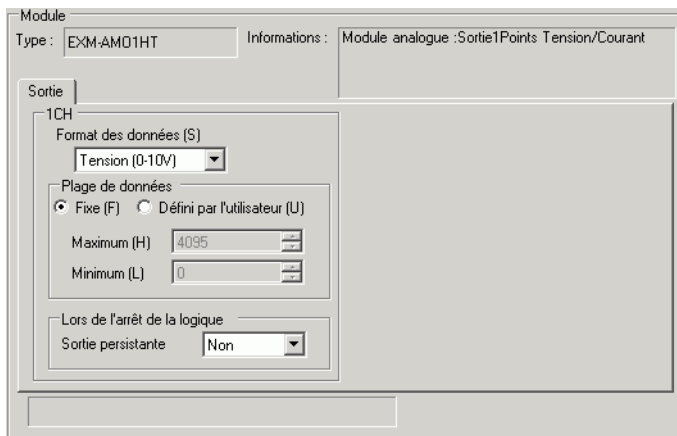 Module
Type : EXM-AMO1HT Informations : Module analogue :Sortie1Points Tension/Courant
Sortie
1CH
Format des données (S)
Tension (0-10V)
Plage de données
Fixe (F) Défini par l'utilisateur (U)
Maximum (H) 4095
Minimum (L) 0
Lors de l'arrêt de la logique
Sortie persistante Non